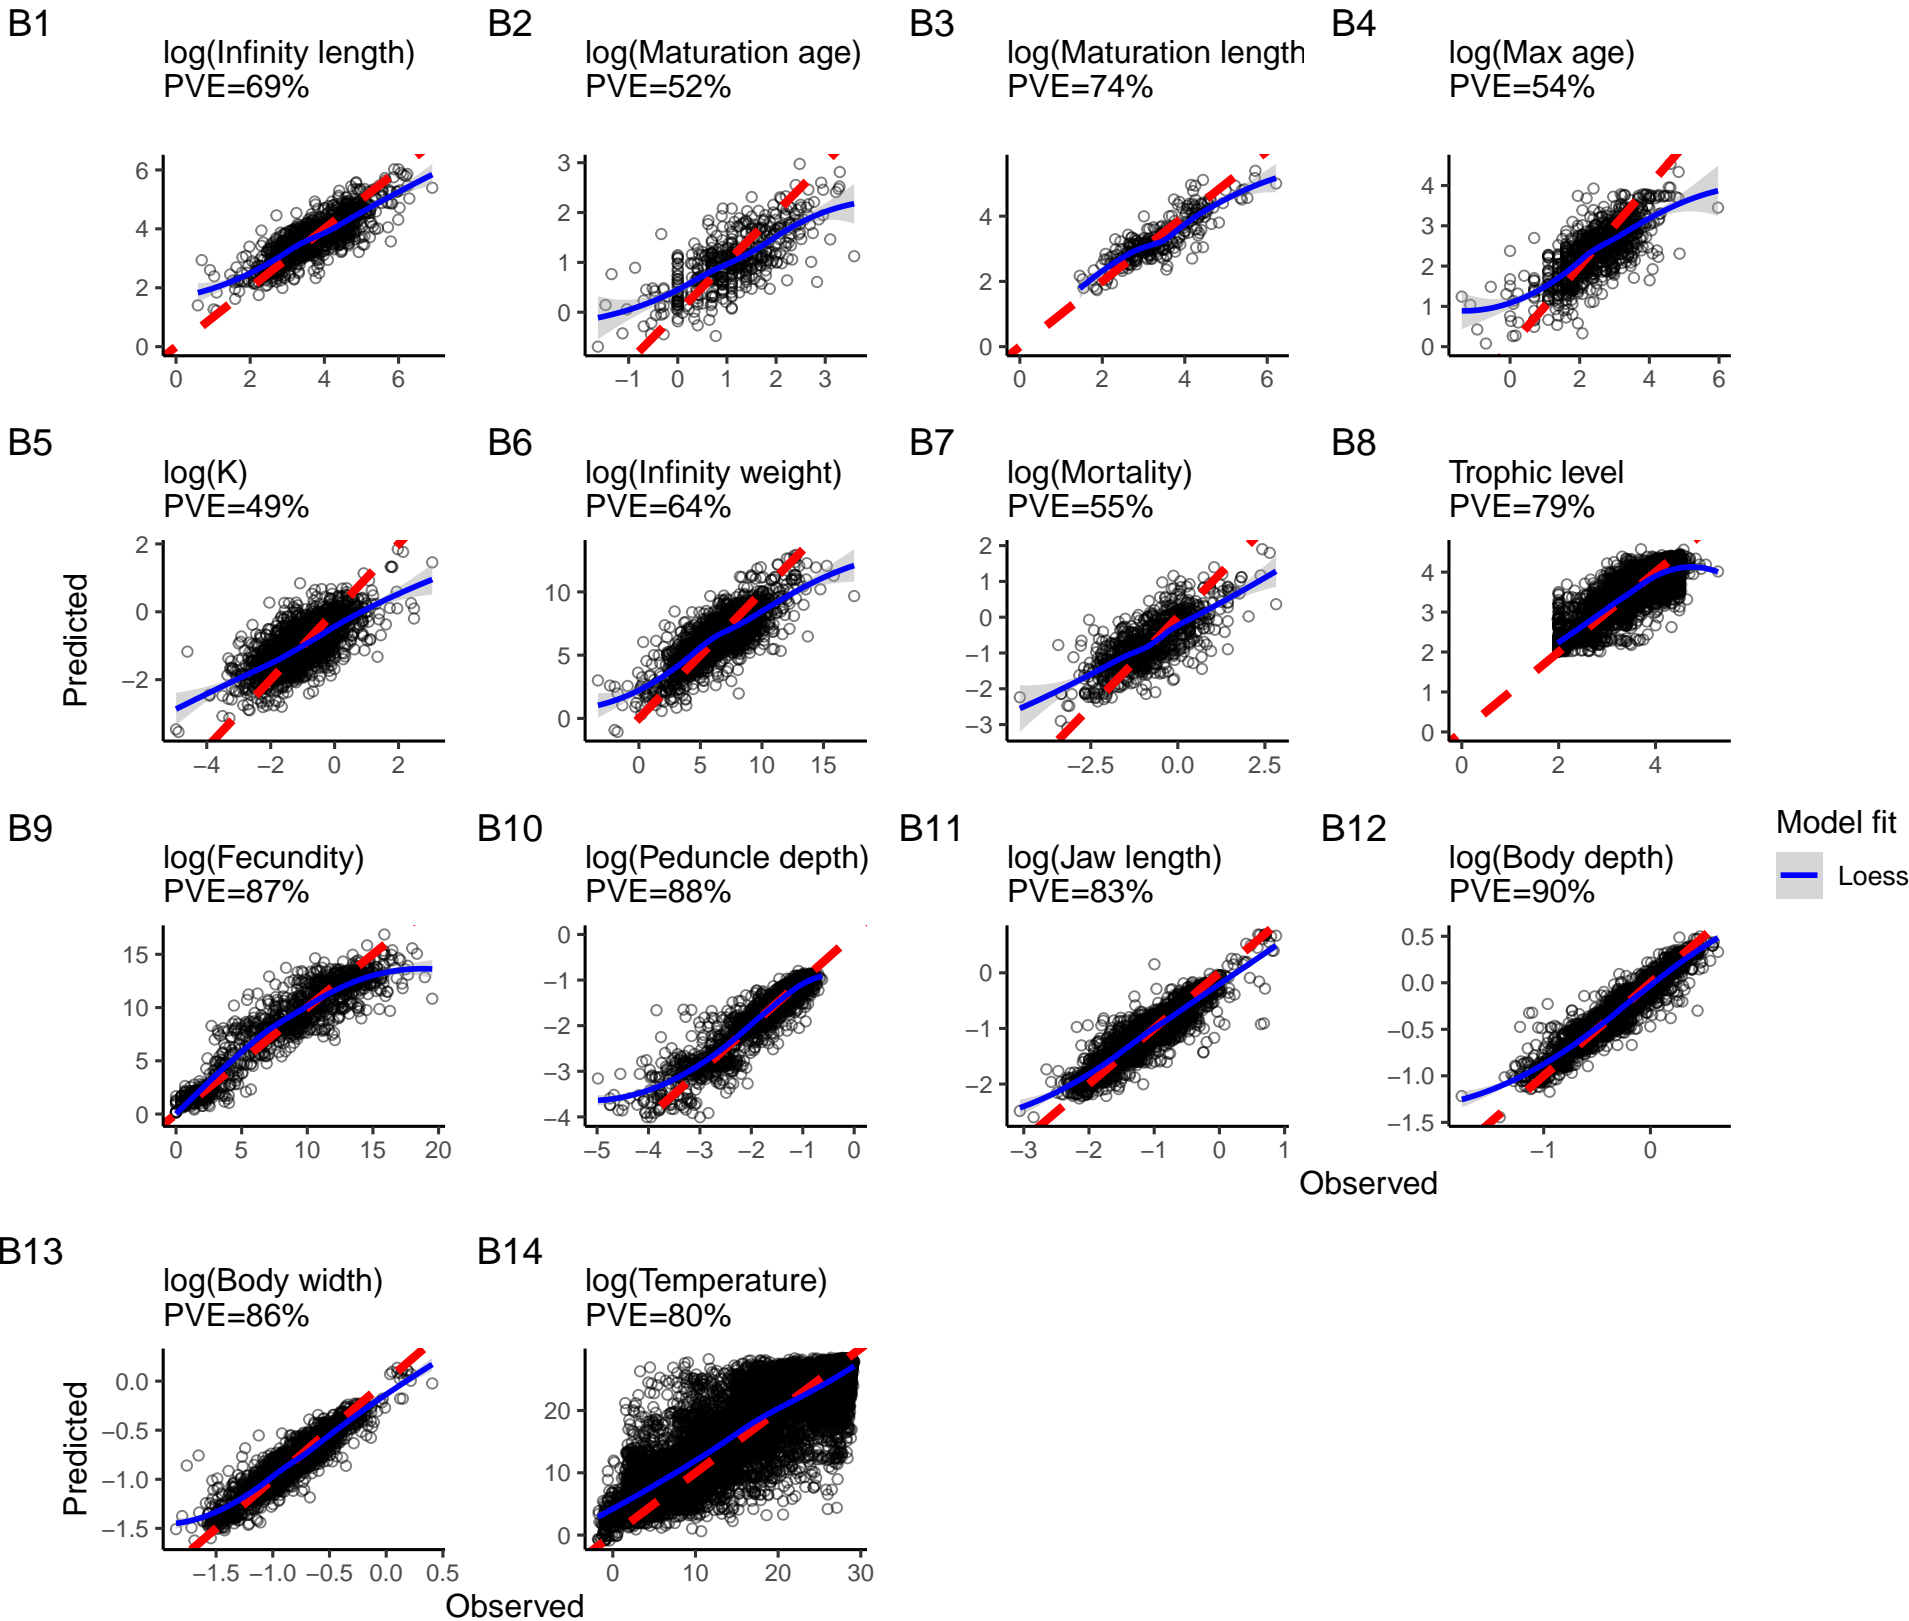 B1
log(Infinity length)
PVE=69%
6
4
2
0
0 2 4 6
B2
log(Maturation age)
PVE=52%
3
2
1
0
−1 0 1 2 3
B3
log(Maturation length
PVE=74%
4
2
0
0 2 4 6
B4
log(Max age)
PVE=54%
4
3
2
1
0
0 2 4 6
B5
log(K)
PVE=49%
Predicted
2
0
−2
−4 −2 0 2
B6
log(Infinity weight)
PVE=64%
10
5
0
0 5 10 15
B7
log(Mortality)
PVE=55%
2
1
0
−1
−2
−3
−2.5 0.0 2.5
B8
Trophic level
PVE=79%
4
3
2
1
0
0 2 4
B9
log(Fecundity)
PVE=87%
15
10
5
0
0 5 10 15 20
B10
log(Peduncle depth)
PVE=88%
0
−1
−2
−3
−4
−5 −4 −3 −2 −1 0
B11
log(Jaw length)
PVE=83%
0
−1
−2
−3 −2 −1 0 1
B12
log(Body depth)
PVE=90%
0.5
0.0
−0.5
−1.0
−1.5
−1 0
Observed
Model fit
Loess
B13
log(Body width)
PVE=86%
Predicted
0.0
−0.5
−1.0
−1.5
−1.5 −1.0 −0.5 0.0 0.5
B14
log(Temperature)
PVE=80%
20
10
0
0 10 20 30
Observed